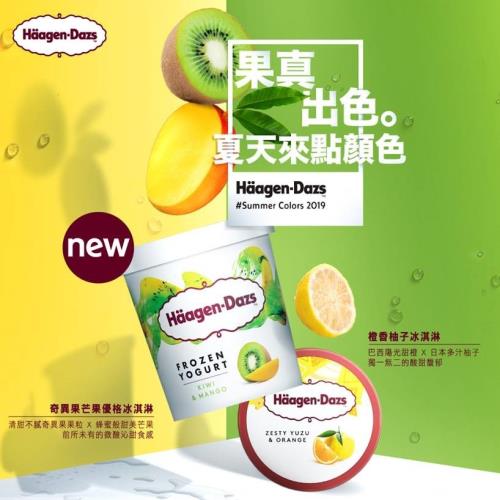 Häagen-Dazs
果真
出色。
夏天來點顏色
Häagen-Dazs
#Summer Colors 2019
new
Häagen-Dazs
FROZEN
YOGURT
KIWI
& MANGO
橙香柚子冰淇淋
巴西陽光甜橙 X 日本多汁柚子
獨一無二的酸甜馥郁
奇異果芒果優格冰淇淋
清甜不膩奇異果果粒 X 蜂蜜般甜美芒果
前所未有的微酸沁甜食感
Häagen-Dazs
ZESTY YUZU
& ORANGE